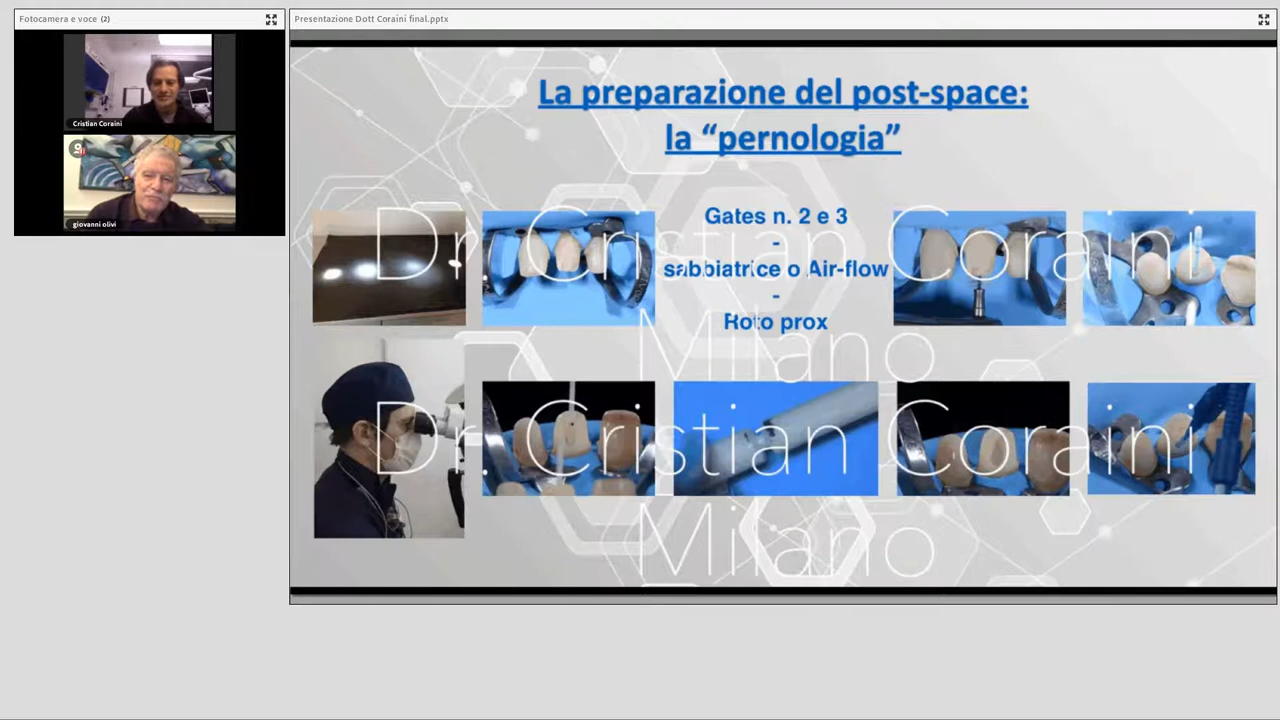 Fotocamera e voce (2)
Cristian Coraini
giovanni olivi
Presentazione Dott Coraini final.pptx
La preparazione del post-space:
la “pernologia”
Gates n. 2 e 3
-
sabbiatrice o Air-flow
-
Roto prox
Dr. Cristian Coraini
Milano
Dr. Cristian Coraini
Milano